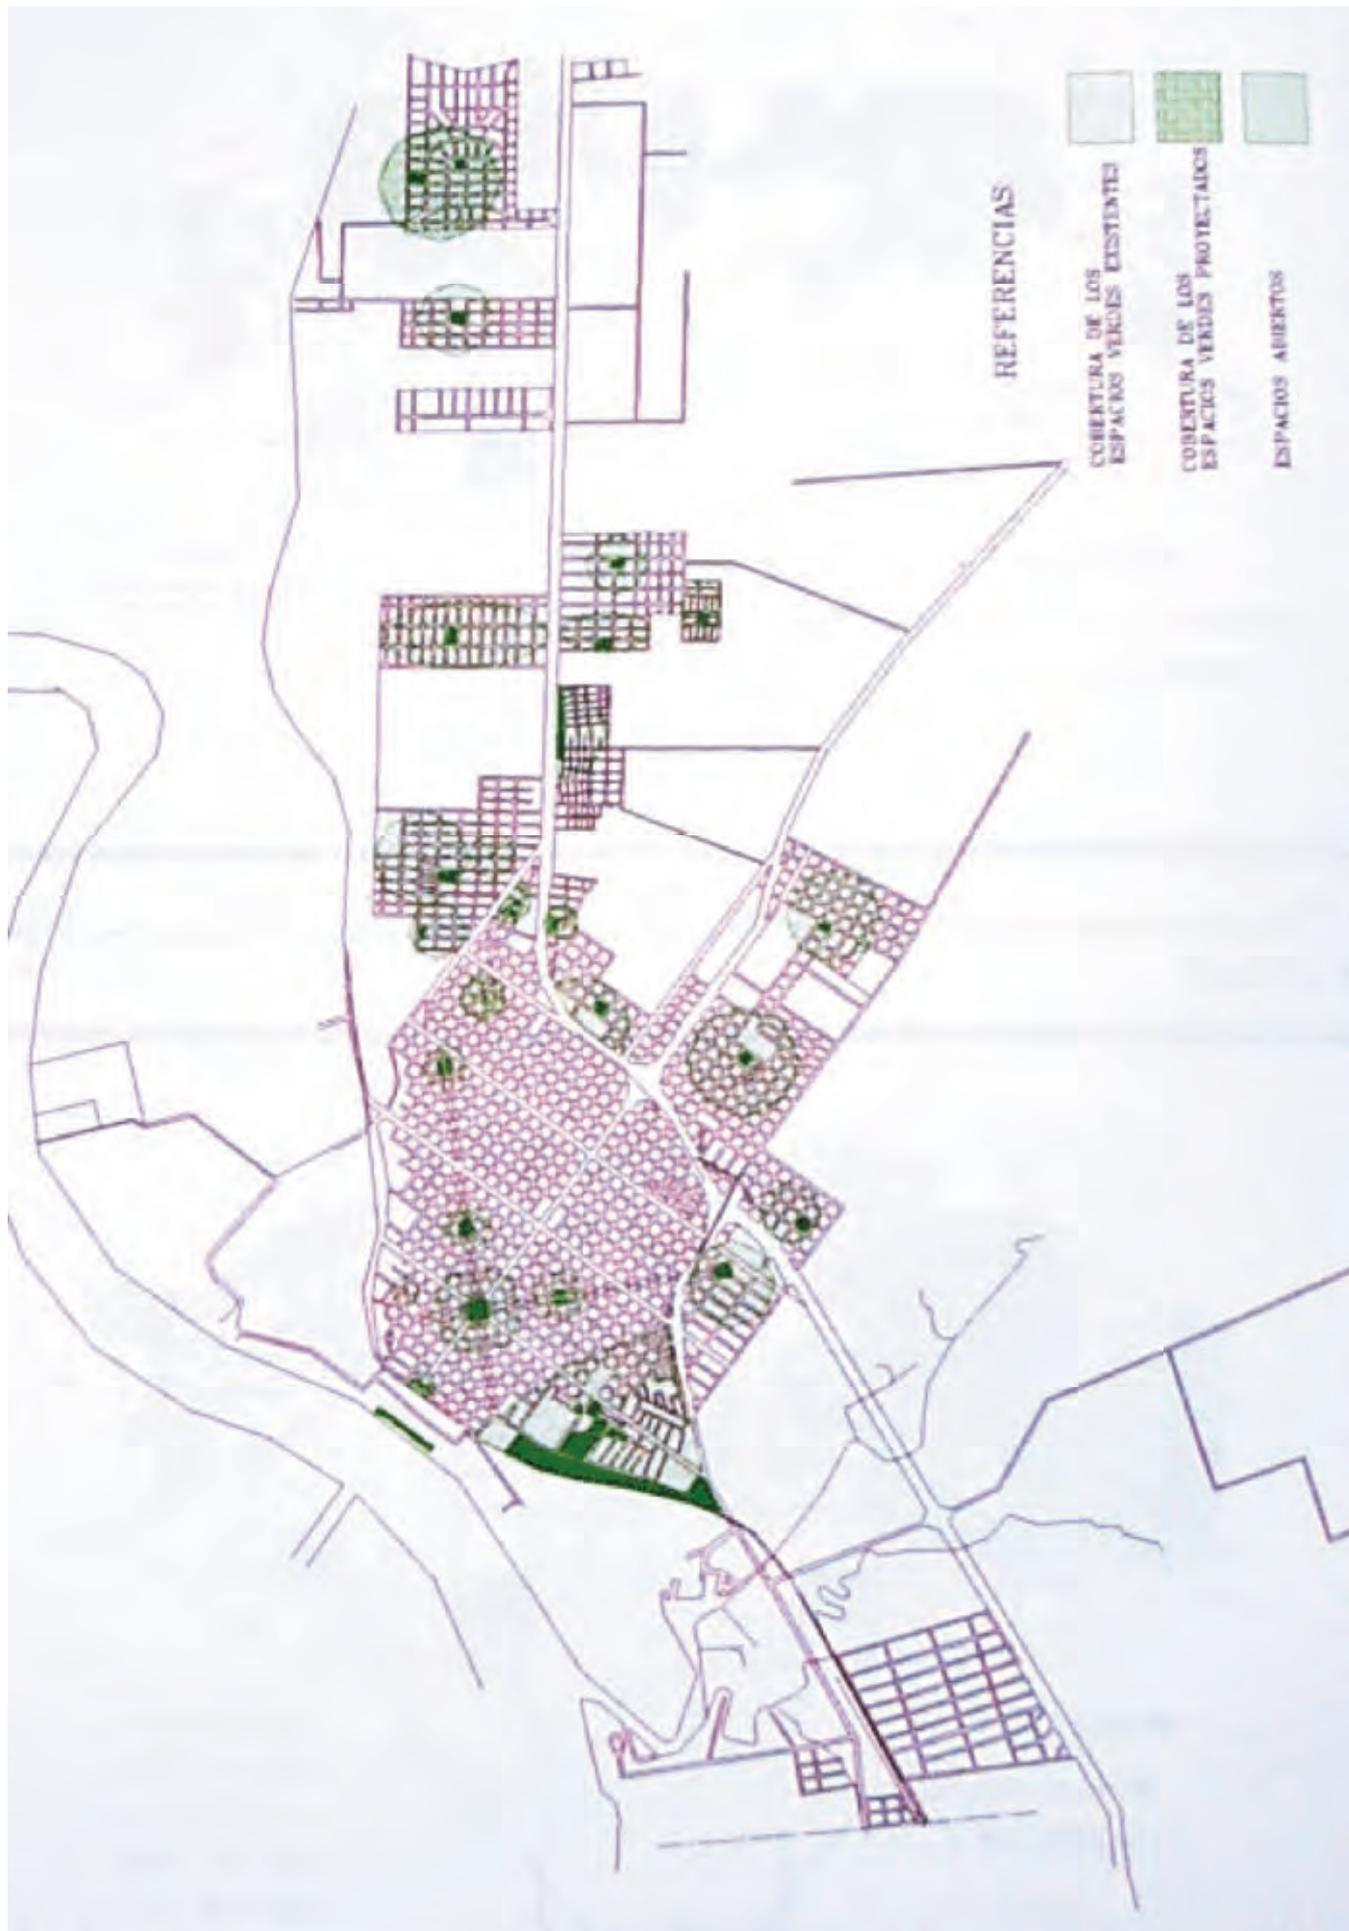 REFERENCIAS
COBERTURA DE LOS
ESPACIOS VERDES EXISTENTES
COBERTURA DE LOS
ESPACIOS VERDES PROYECTADOS
ESPACIOS ABIERTOS